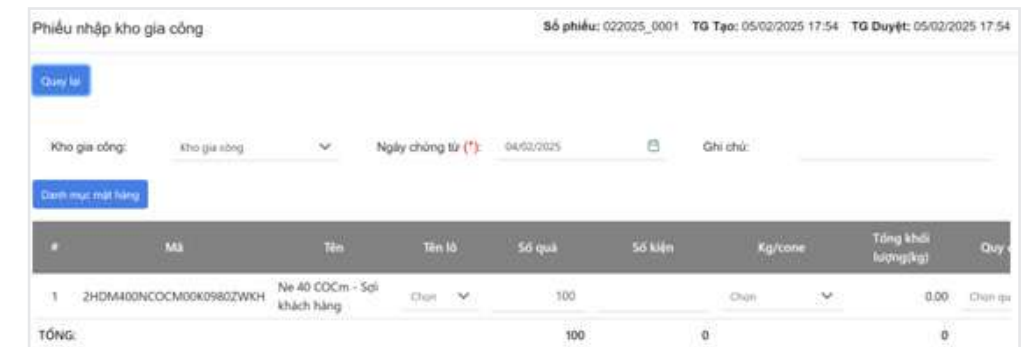 Phiếu nhập kho gia công
Số phiếu: 022025_0001 TG Tạo: 05/02/2025 17:54 TG Duyệt: 05/02/2025 17:54
Quay lại
Kho gia công: Kho gia công Ngày chứng từ (*): 04/02/2025 Ghi chú:
Danh mục mặt hàng
# Mã Tên Tên lô Số quả Số kiện Kg/cone Tổng khối lượng(kg) Quy
1 2HDM400NCOCM00K0980ZWKH Ne 40 COCm - Sợi khách hàng Chọn 100 Chọn 0.00 Chọn
TỔNG: 100 0 0